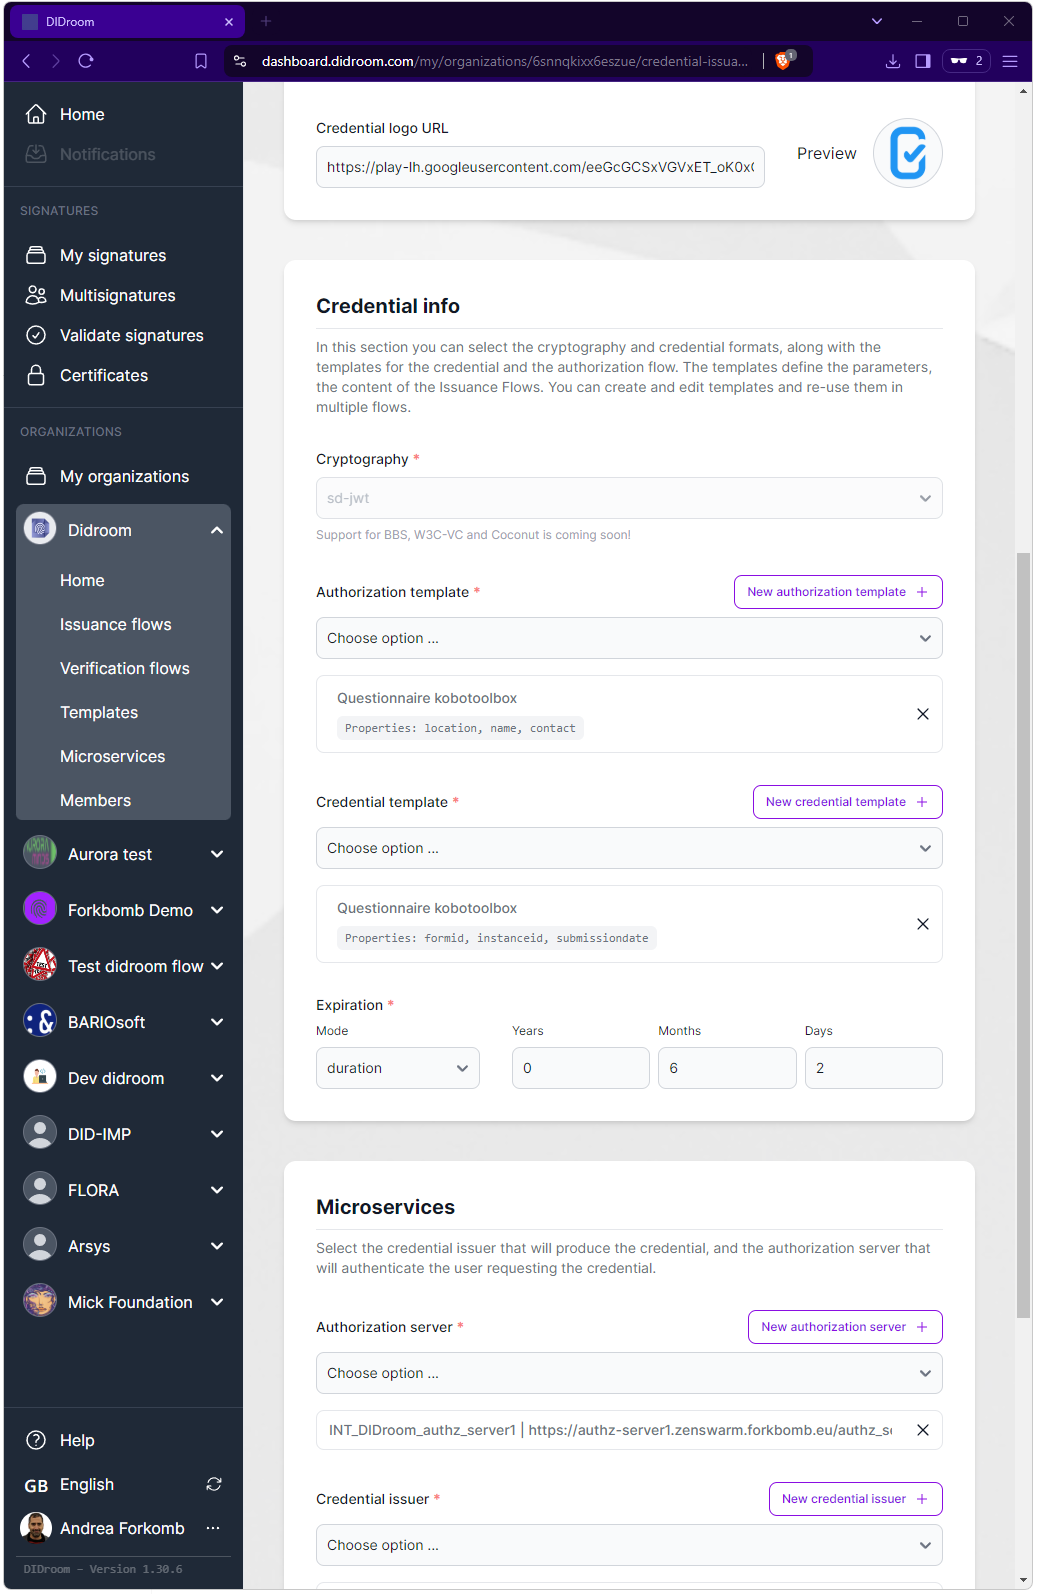 DIDroom
dashboard.didroom.com/my/organizations/6snnqkixx6eszue/credential-issua...
1
2
Home
Notifications
SIGNATURES
My signatures
Multisignatures
Validate signatures
Certificates
ORGANIZATIONS
My organizations
Didroom
Home
Issuance flows
Verification flows
Templates
Microservices
Members
Aurora test
Forkbomb Demo
Test didroom flow
BARIOsoft
Dev didroom
DID-IMP
FLORA
Arsys
Mick Foundation
Help
GB English
Andrea Forkomb
DIDroom – Version 1.30.6
Credential logo URL
https://play-lh.googleusercontent.com/eeGcGCSxVGVxET_oK0x
Preview
Credential info
In this section you can select the cryptography and credential formats, along with the
templates for the credential and the authorization flow. The templates define the parameters,
the content of the Issuance Flows. You can create and edit templates and re-use them in
multiple flows.
Cryptography *
sd-jwt
Support for BBS, W3C-VC and Coconut is coming soon!
Authorization template *
New authorization template +
Choose option ...
Questionnaire kobotoolbox
Properties: location, name, contact
Credential template *
New credential template +
Choose option ...
Questionnaire kobotoolbox
Properties: formid, instanceid, submissiondate
Expiration *
Mode Years Months Days
duration 0 6 2
Microservices
Select the credential issuer that will produce the credential, and the authorization server that
will authenticate the user requesting the credential.
Authorization server *
New authorization server +
Choose option ...
INT_DIDroom_authz_server1 | https://authz-server1.zenswarm.forkbomb.eu/authz_se
Credential issuer *
New credential issuer +
Choose option ...